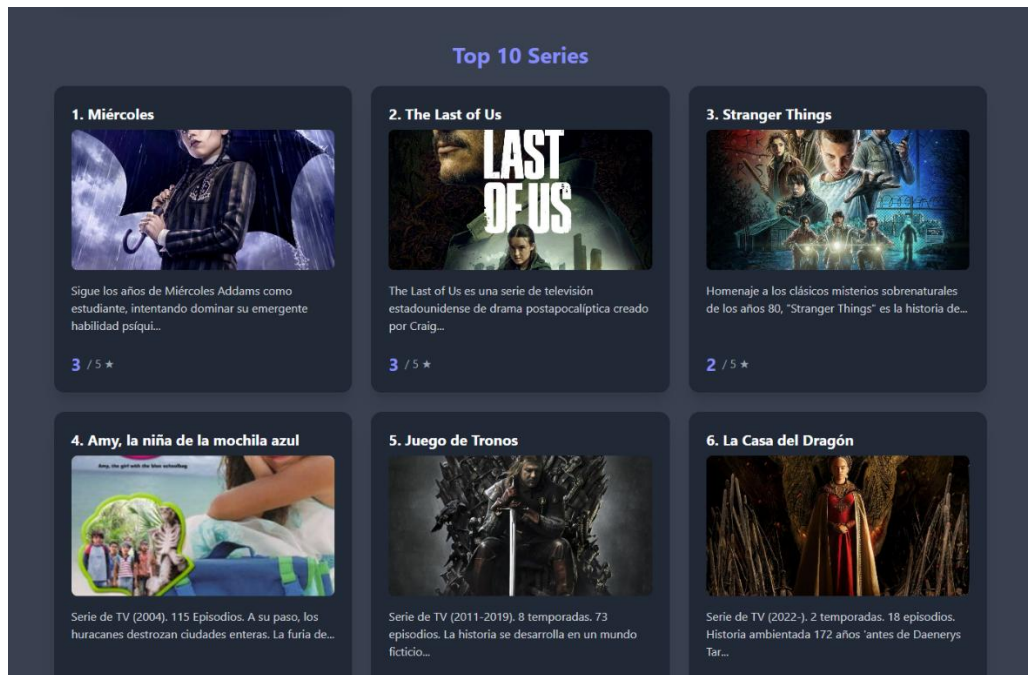 Top 10 Series
1. Miércoles
2. The Last of Us
3. Stranger Things
LAST
OF US
Sigue los años de Miércoles Addams como
estudiante, intentando dominar su emergente
habilidad psíqui...
The Last of Us es una serie de televisión
estadounidense de drama postapocalíptica creado
por Craig...
Homenaje a los clásicos misterios sobrenaturales
de los años 80, "Stranger Things" es la historia de...
3 / 5 ★
3 / 5 ★
2 / 5 ★
4. Amy, la niña de la mochila azul
5. Juego de Tronos
6. La Casa del Dragón
Amy, the girl with the blue schoolbag
Serie de TV (2004). 115 Episodios. A su paso, los
huracanes destrozan ciudades enteras. La furia de...
Serie de TV (2011-2019). 8 temporadas. 73
episodios. La historia se desarrolla en un mundo
ficticio...
Serie de TV (2022-). 2 temporadas. 18 episodios.
Historia ambientada 172 años 'antes de Daenerys
Tar...